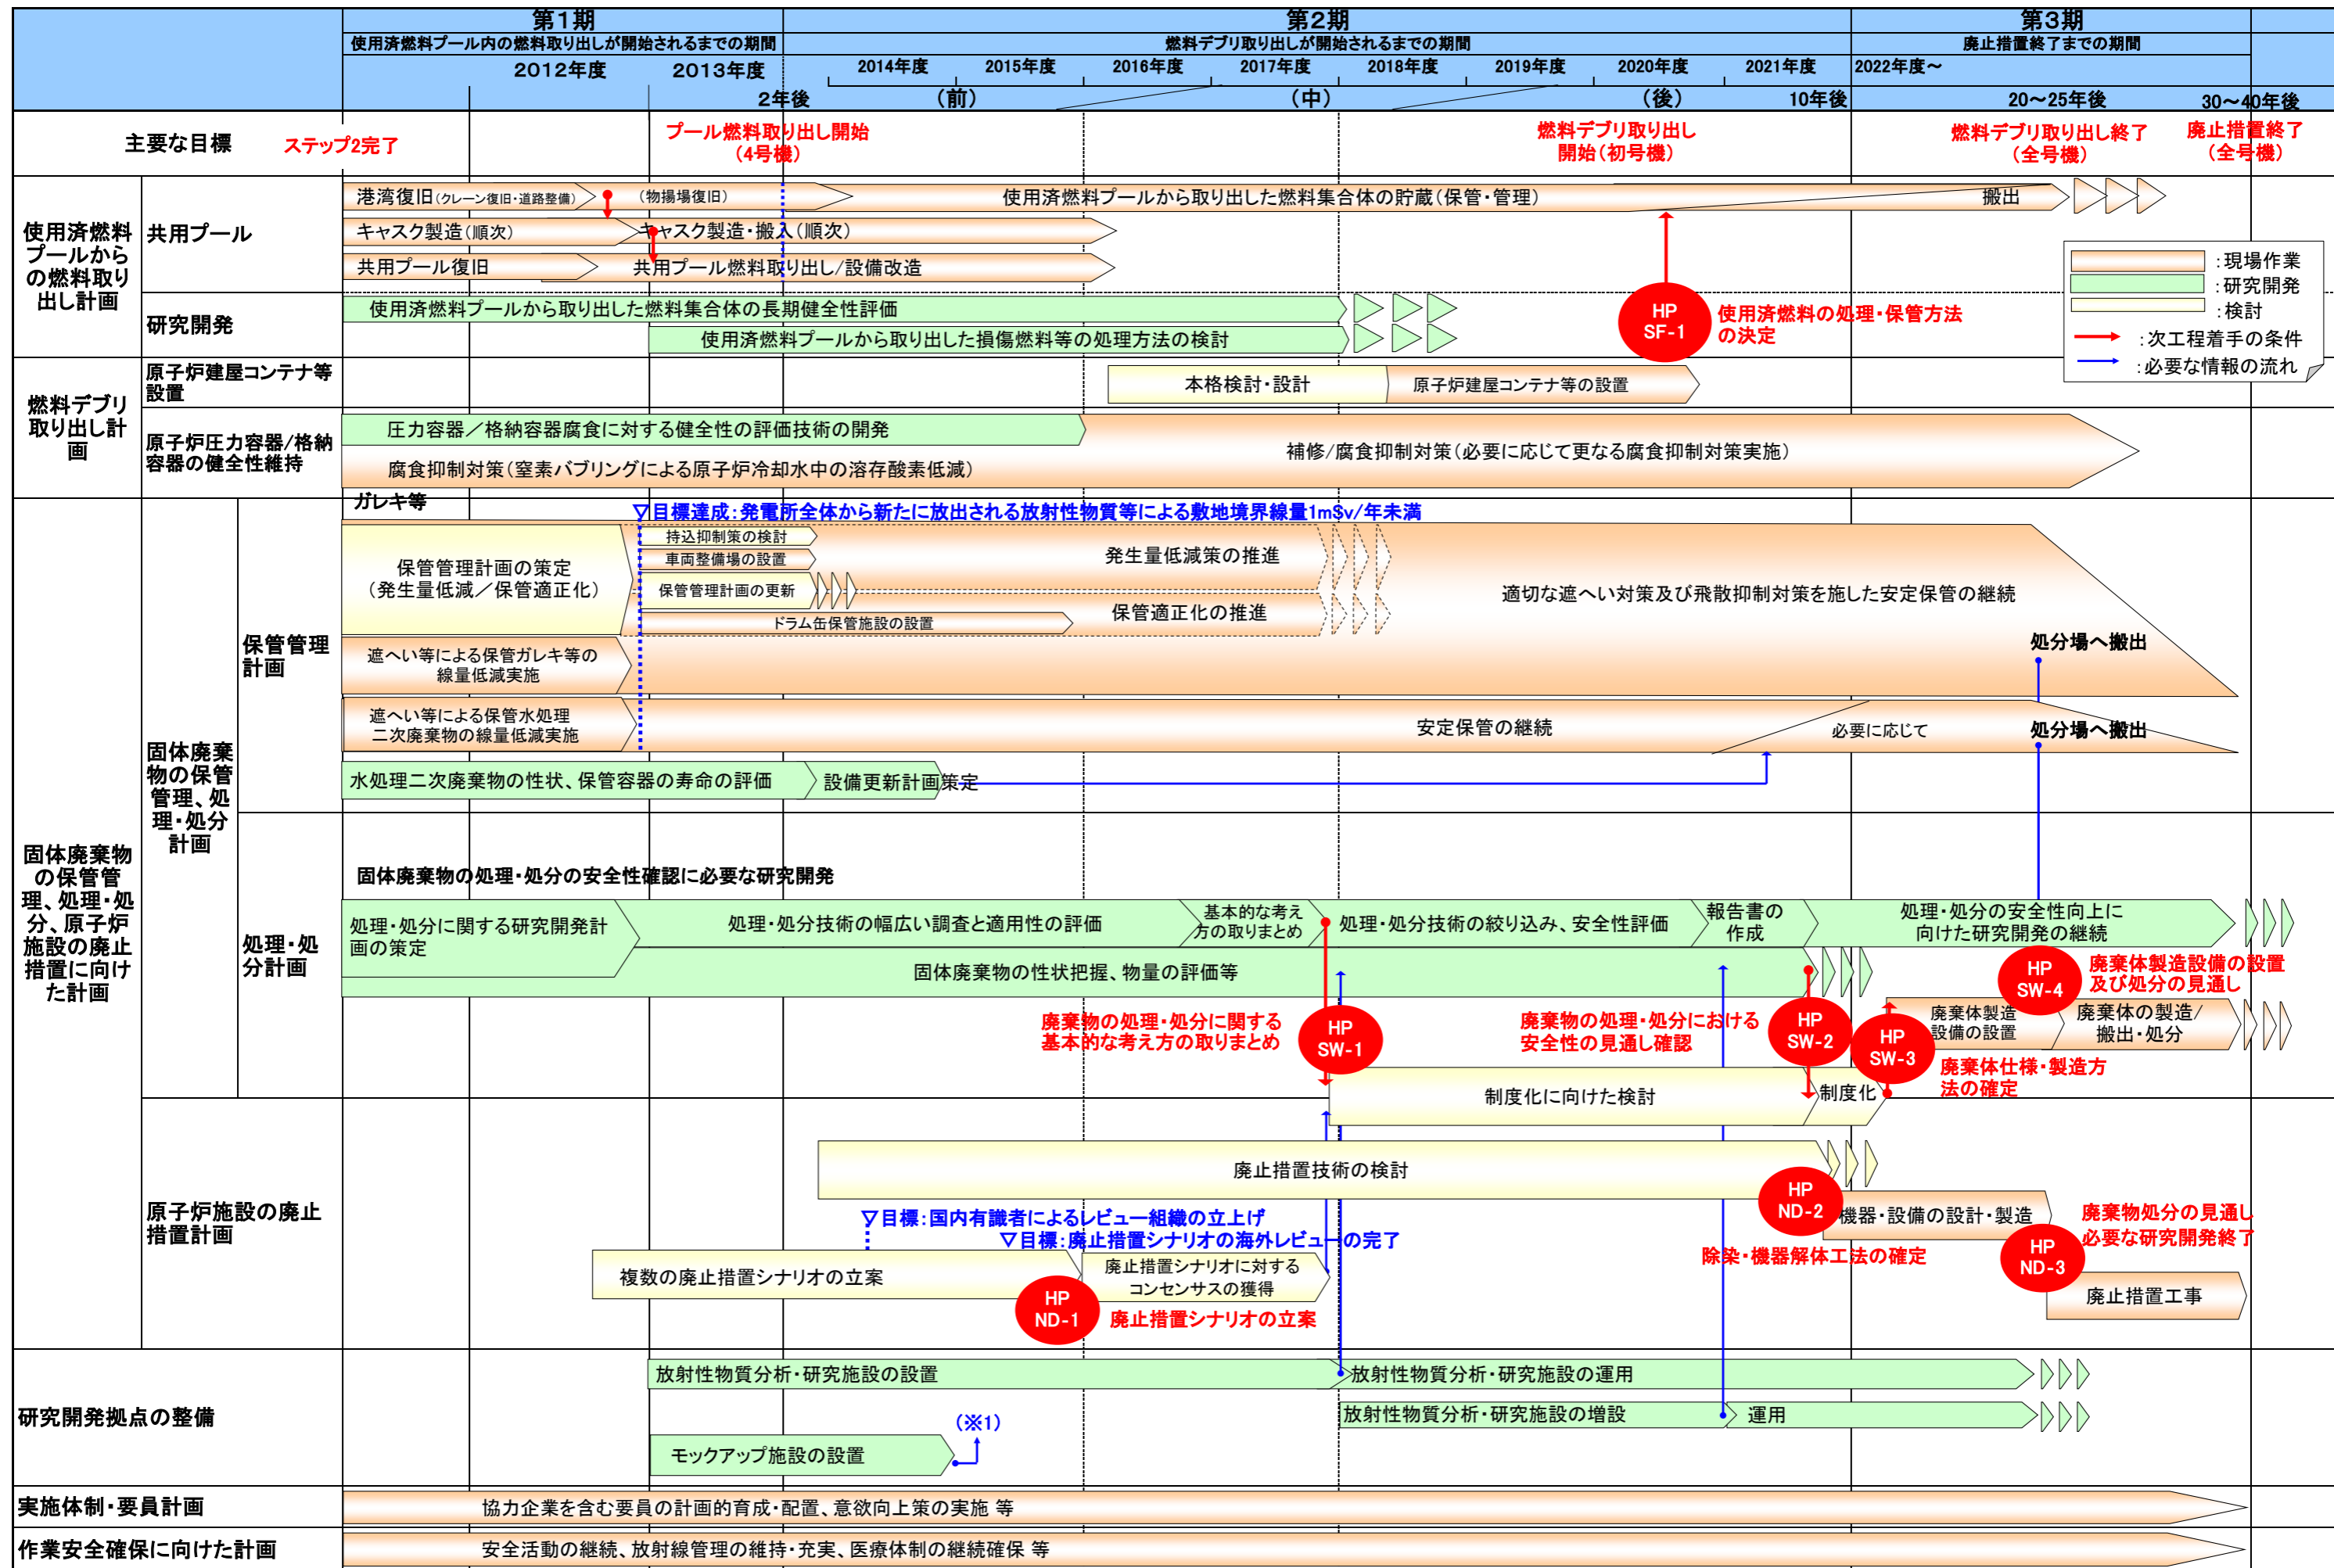 第1期
第2期
第3期
使用済燃料プール内の燃料取り出しが開始されるまでの期間
燃料デブリ取り出しが開始されるまでの期間
廃止措置終了までの期間
2012年度
2013年度
2014年度
2015年度
2016年度
2017年度
2018年度
2019年度
2020年度
2021年度
2022年度～
2年後
(前)
(中)
(後)
10年後
20～25年後
30～40年後
主要な目標
ステップ2完了
プール燃料取り出し開始
(4号機)
燃料デブリ取り出し
開始(初号機)
燃料デブリ取り出し終了
(全号機)
廃止措置終了
(全号機)
使用済燃料
プールから
の燃料取り
出し計画
共用プール
港湾復旧(クレーン復旧・道路整備)
(物揚場復旧)
使用済燃料プールから取り出した燃料集合体の貯蔵(保管・管理)
搬出
キャスク製造(順次)
キャスク製造・搬入(順次)
共用プール復旧
共用プール燃料取り出し/設備改造
:現場作業
:研究開発
:検討
:次工程着手の条件
:必要な情報の流れ
研究開発
使用済燃料プールから取り出した燃料集合体の長期健全性評価
使用済燃料プールから取り出した損傷燃料等の処理方法の検討
HP
SF-1
使用済燃料の処理・保管方法
の決定
燃料デブリ
取り出し計
画
原子炉建屋コンテナ等
設置
本格検討・設計
原子炉建屋コンテナ等の設置
原子炉圧力容器/格納
容器の健全性維持
圧力容器／格納容器腐食に対する健全性の評価技術の開発
腐食抑制対策(窒素バブリングによる原子炉冷却水中の溶存酸素低減)
補修/腐食抑制対策(必要に応じて更なる腐食抑制対策実施)
固体廃棄物
の保管管
理、処理・処
分、原子炉
施設の廃止
措置に向け
た計画
固体廃棄
物の保管
管理、処
理・処分
計画
保管管理
計画
ガレキ等
▽目標達成:発電所全体から新たに放出される放射性物質等による敷地境界線量1mSv/年未満
保管管理計画の策定
(発生量低減／保管適正化)
持込抑制策の検討
車両整備場の設置
保管管理計画の更新
ドラム缶保管施設の設置
発生量低減策の推進
保管適正化の推進
適切な遮へい対策及び飛散抑制対策を施した安定保管の継続
処分場へ搬出
遮へい等による保管ガレキ等の
線量低減実施
遮へい等による保管水処理
二次廃棄物の線量低減実施
安定保管の継続
必要に応じて
処分場へ搬出
水処理二次廃棄物の性状、保管容器の寿命の評価
設備更新計画策定
処理・処
分計画
固体廃棄物の処理・処分の安全性確認に必要な研究開発
処理・処分に関する研究開発計
画の策定
処理・処分技術の幅広い調査と適用性の評価
基本的な考え
方の取りまとめ
処理・処分技術の絞り込み、安全性評価
報告書の
作成
処理・処分の安全性向上に
向けた研究開発の継続
固体廃棄物の性状把握、物量の評価等
廃棄物の処理・処分に関する
基本的な考え方の取りまとめ
HP
SW-1
廃棄物の処理・処分における
安全性の見通し確認
HP
SW-2
HP
SW-3
廃棄体仕様・製造方
法の確定
HP
SW-4
廃棄体製造設備の設置
及び処分の見通し
廃棄体製造
設備の設置
廃棄体の製造/
搬出・処分
制度化に向けた検討
制度化
原子炉施設の廃止
措置計画
廃止措置技術の検討
▽目標:国内有識者によるレビュー組織の立上げ
▽目標:廃止措置シナリオの海外レビューの完了
複数の廃止措置シナリオの立案
廃止措置シナリオに対する
コンセンサスの獲得
HP
ND-1
廃止措置シナリオの立案
HP
ND-2
除染・機器解体工法の確定
機器・設備の設計・製造
HP
ND-3
廃棄物処分の見通し
必要な研究開発終了
廃止措置工事
研究開発拠点の整備
放射性物質分析・研究施設の設置
放射性物質分析・研究施設の運用
放射性物質分析・研究施設の増設
運用
モックアップ施設の設置
(※1)
実施体制・要員計画
協力企業を含む要員の計画的育成・配置、意欲向上策の実施 等
作業安全確保に向けた計画
安全活動の継続、放射線管理の維持・充実、医療体制の継続確保 等